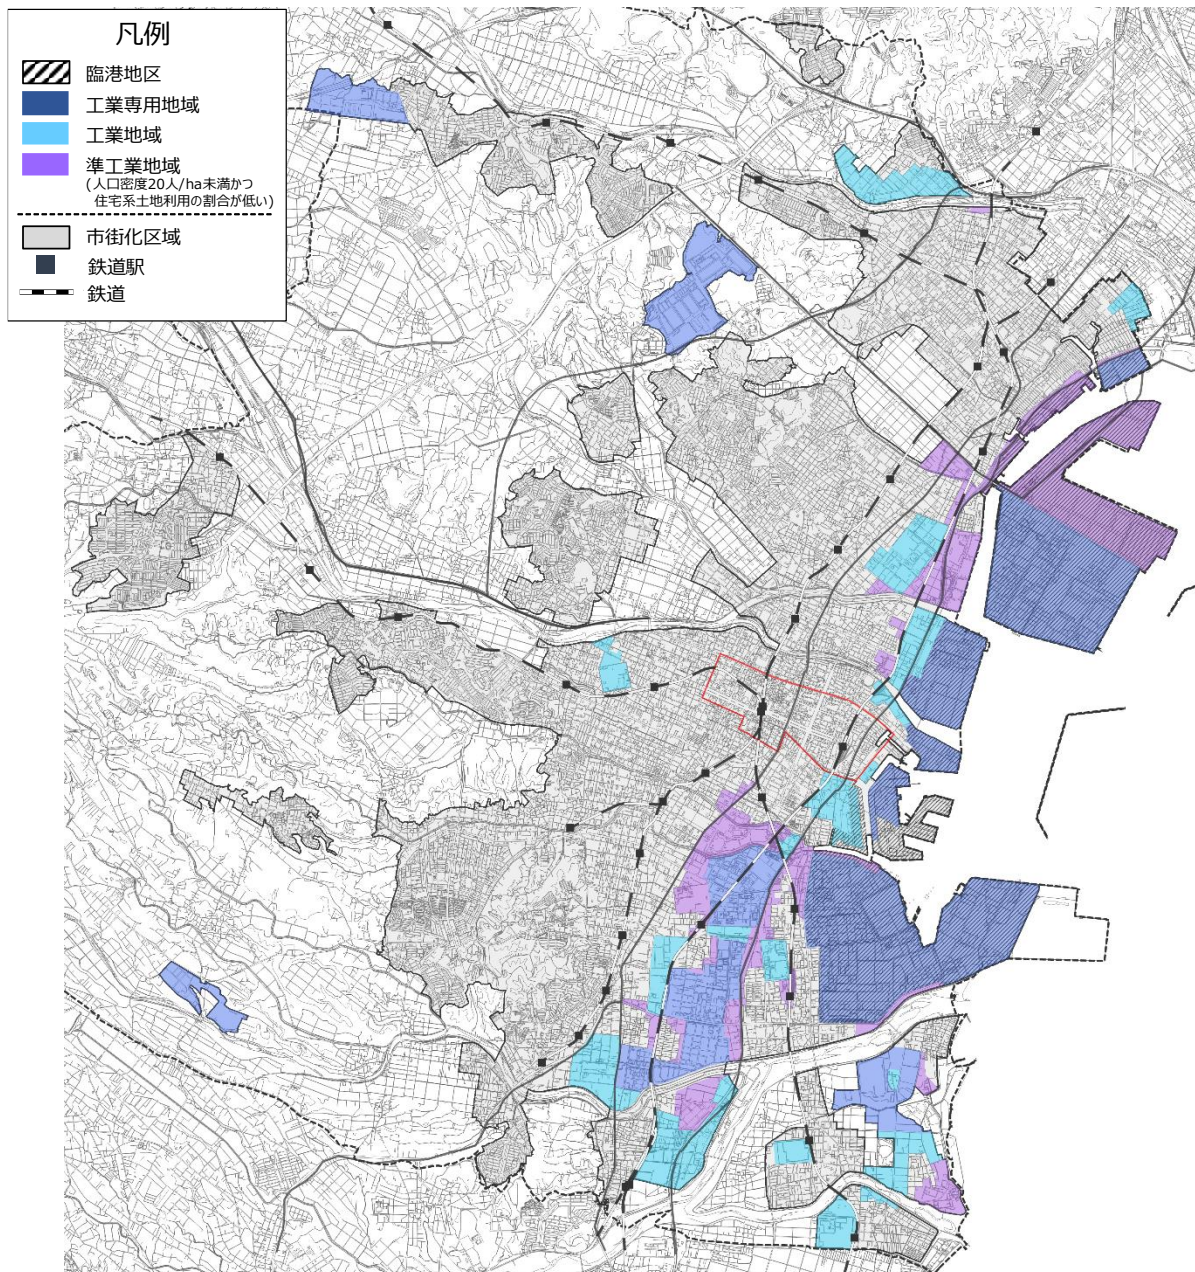 凡例
臨港地区
工業専用地域
工業地域
準工業地域
(人口密度20人/ha未満かつ
住宅系土地利用の割合が低い)
市街化区域
鉄道駅
鉄道